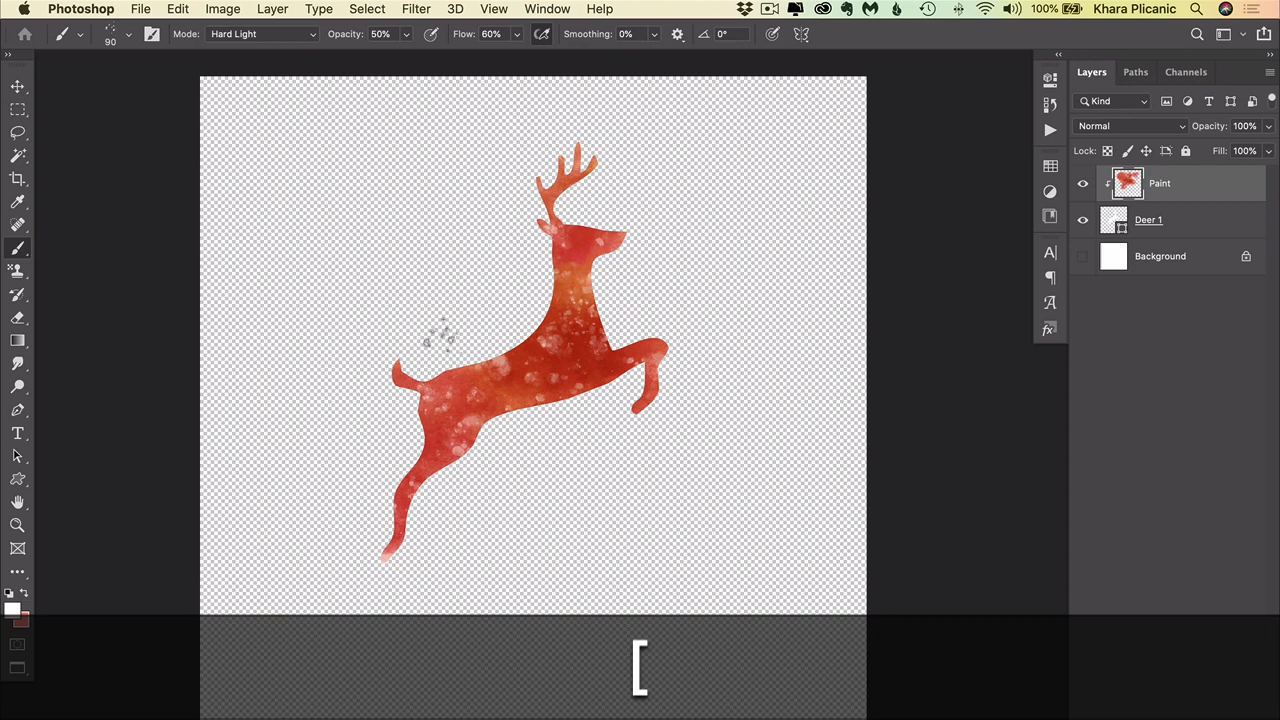 Photoshop File Edit Image Layer Type Select Filter 3D View Window Help 100% Khara Plicanic
90 Mode: Hard Light Opacity: 50% Flow: 60% Smoothing: 0% 0°
Layers Paths Channels
Kind
Normal Opacity: 100%
Lock: Fill: 100%
Paint
Deer 1
Background
[